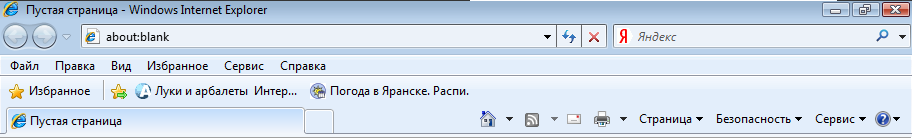 Пустая страница - Windows Internet Explorer
about:blank Я Яндекс
Файл Правка Вид Избранное Сервис Справка
Избранное Луки и арбалеты Интер... Погода в Яранске. Распи.
Пустая страница Страница Безопасность Сервис